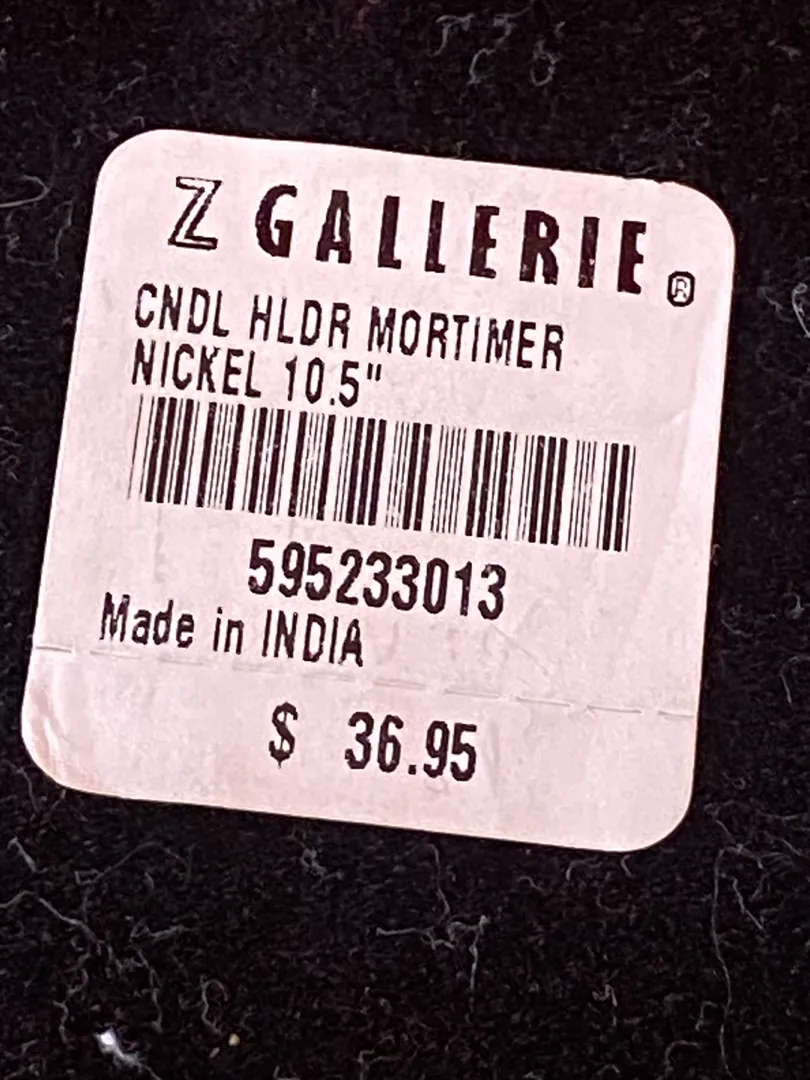 Z GALLERIE®
CNDL HLDR MORTIMER
NICKEL 10.5"
595233013
Made in INDIA
$ 36.95